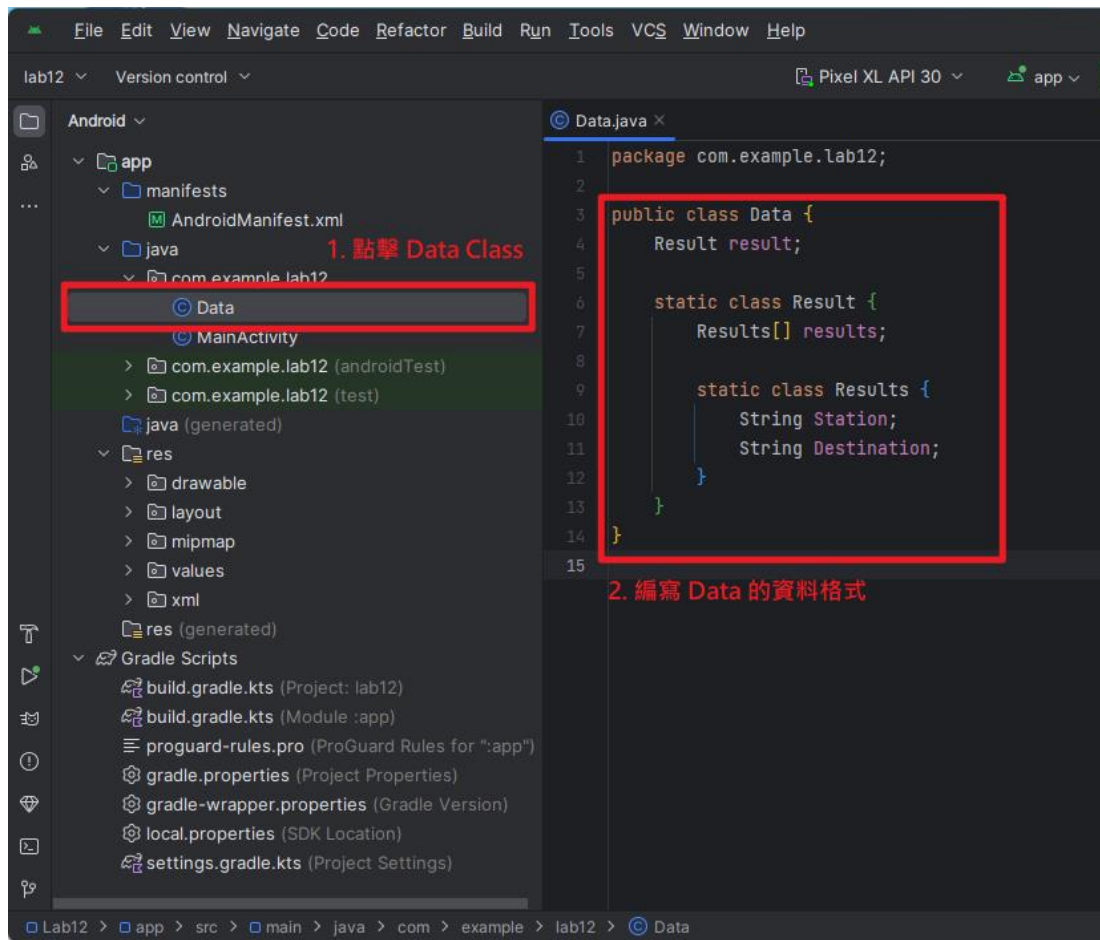 File Edit View Navigate Code Refactor Build Run Tools VCS Window Help
lab12 Version control Pixel XL API 30 app
Android
Data.java
app
manifests
AndroidManifest.xml
java
1. 點擊 Data Class
com.example.lab12
Data
MainActivity
com.example.lab12 (androidTest)
com.example.lab12 (test)
java (generated)
res
drawable
layout
mipmap
values
xml
res (generated)
Gradle Scripts
build.gradle.kts (Project: lab12)
build.gradle.kts (Module :app)
proguard-rules.pro (ProGuard Rules for ":app")
gradle.properties (Project Properties)
gradle-wrapper.properties (Gradle Version)
local.properties (SDK Location)
settings.gradle.kts (Project Settings)
1 package com.example.lab12;
2
3 public class Data {
4 Result result;
5
6 static class Result {
7 Results[] results;
8
9 static class Results {
10 String Station;
11 String Destination;
12 }
13 }
14 }
15
2. 編寫 Data 的資料格式
Lab12 > app > src > main > java > com > example > lab12 > Data